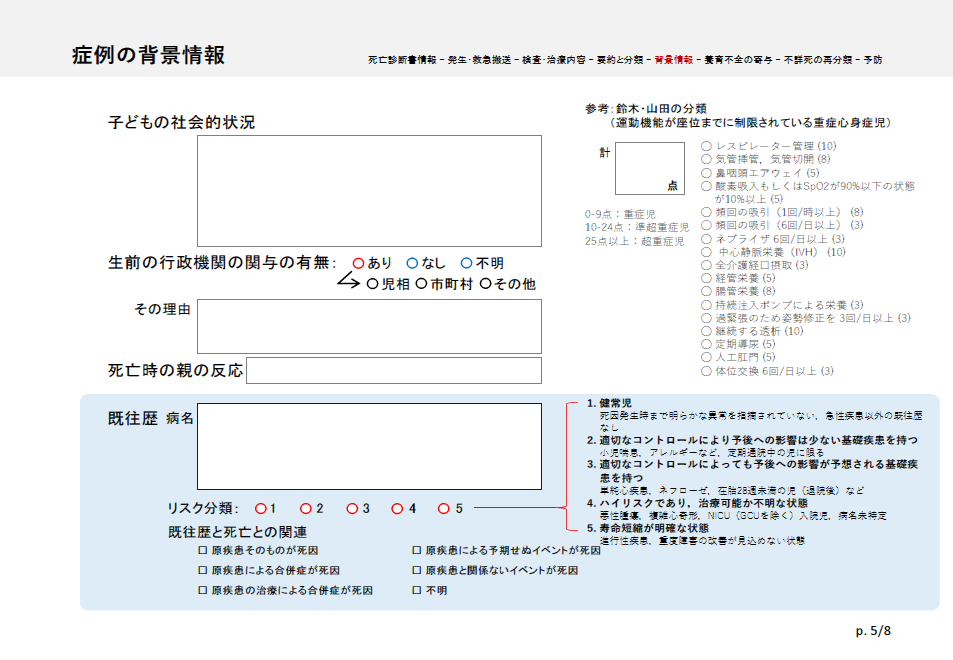 症例の背景情報
死亡診断書情報 – 発生・救急搬送 – 検査・治療内容 – 要約と分類 – 背景情報 – 養育不全の寄与 – 不詳死の再分類 – 予防
子どもの社会的状況
生前の行政機関の関与の有無： ○あり ○なし ○不明
○児相 ○市町村 ○その他
その理由
死亡時の親の反応
参考：鈴木・山田の分類
（運動機能が座位までに制限されている重症心身症児）
計
点
0-9点：重症児
10-24点：準超重症児
25点以上：超重症児
○ レスピレーター管理 (10)
○ 気管挿管，気管切開 (8)
○ 鼻咽頭エアウェイ (5)
○ 酸素吸入もしくはSpO2が90%以下の状態
が10%以上 (5)
○ 頻回の吸引（1回/時以上） (8)
○ 頻回の吸引（6回/日以上） (3)
○ ネブライザ 6回/日以上 (3)
○ 中心静脈栄養（IVH） (10)
○ 全介護経口摂取 (3)
○ 経管栄養 (5)
○ 腸管栄養 (8)
○ 持続注入ポンプによる栄養 (3)
○ 過緊張のため姿勢修正を 3回/日以上 (3)
○ 継続する透析 (10)
○ 定期導尿 (5)
○ 人工肛門 (5)
○ 体位交換 6回/日以上 (3)
既往歴 病名
リスク分類： ○1 ○2 ○3 ○4 ○5
既往歴と死亡との関連
□ 原疾患そのものが死因
□ 原疾患による合併症が死因
□ 原疾患の治療による合併症が死因
□ 原疾患による予期せぬイベントが死因
□ 原疾患と関係ないイベントが死因
□ 不明
1. 健常児
死因発生時まで明らかな異常を指摘されていない，急性疾患以外の既往歴
なし
2. 適切なコントロールにより予後への影響は少ない基礎疾患を持つ
小児喘息，アレルギーなど，定期通院中の児に限る
3. 適切なコントロールによっても予後への影響が予想される基礎疾
患を持つ
単純心疾患，ネフローゼ，在胎28週未満の児（退院後）など
4. ハイリスクであり，治療可能か不明な状態
悪性腫瘍，複雑心奇形，NICU（GCUを除く）入院児，病名未特定
5. 寿命短縮が明確な状態
進行性疾患，重度障害の改善が見込めない状態
p. 5/8